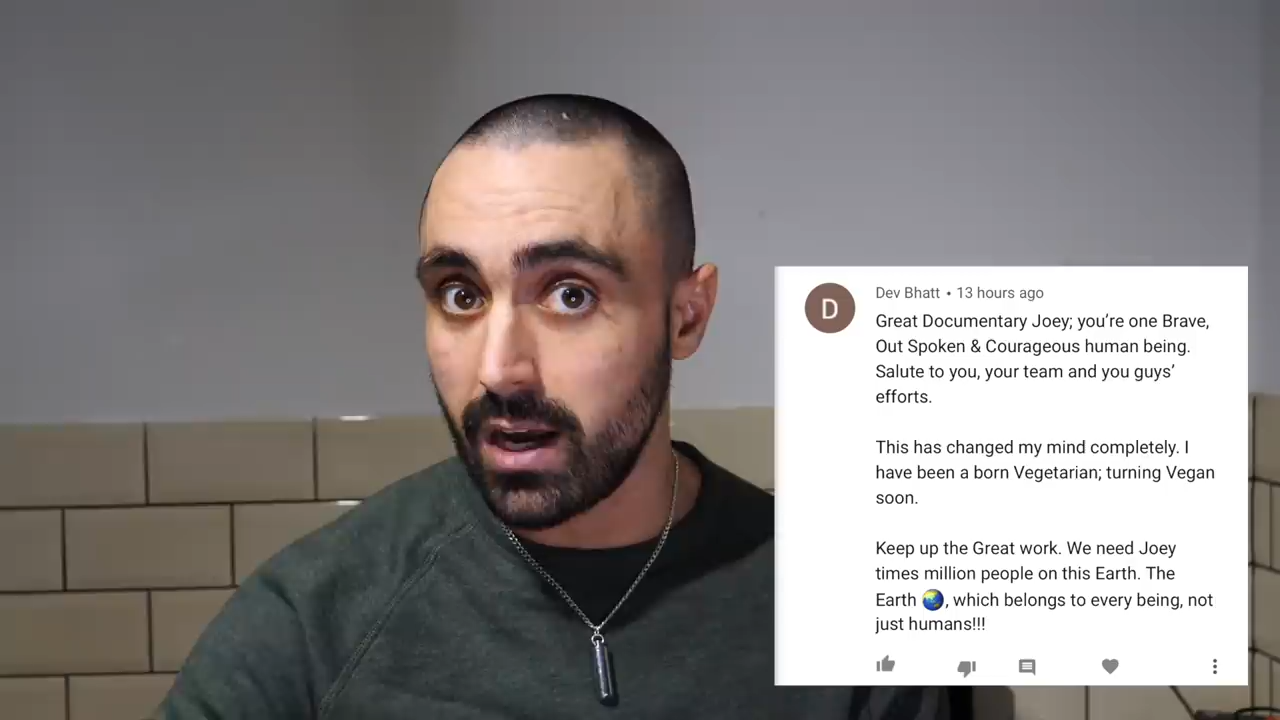 D
Dev Bhatt • 13 hours ago
Great Documentary Joey; you’re one Brave,
Out Spoken & Courageous human being.
Salute to you, your team and you guys’
efforts.
This has changed my mind completely. I
have been a born Vegetarian; turning Vegan
soon.
Keep up the Great work. We need Joey
times million people on this Earth. The
Earth 🌏, which belongs to every being, not
just humans!!!